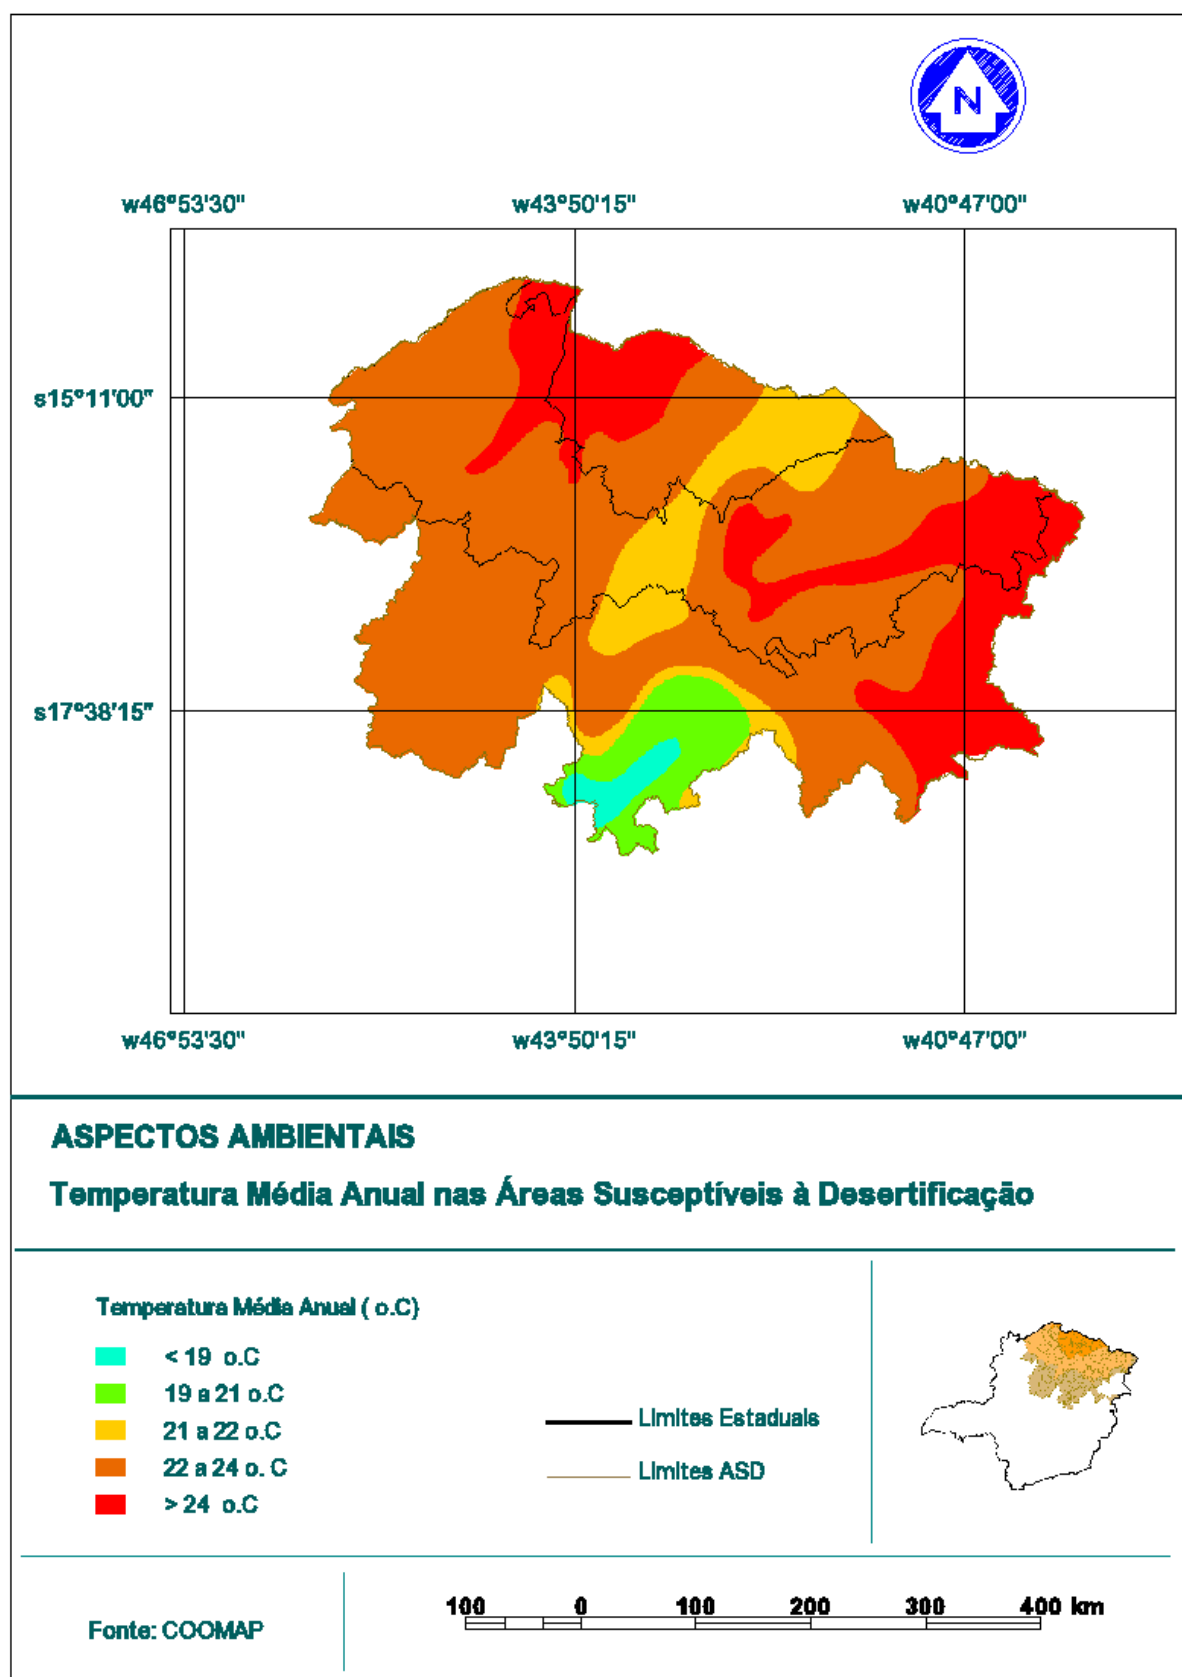 N
w46°53'30" w43°50'15" w40°47'00"
s15°11'00"
s17°38'15"
w46°53'30" w43°50'15" w40°47'00"
ASPECTOS AMBIENTAIS
Temperatura Média Anual nas Áreas Susceptíveis à Desertificação
Temperatura Média Anual ( o.C)
< 19 o.C
19 a 21 o.C
21 a 22 o.C
22 a 24 o. C
> 24 o.C
Limites Estaduais
Limites ASD
Fonte: COOMAP
100 0 100 200 300 400 km